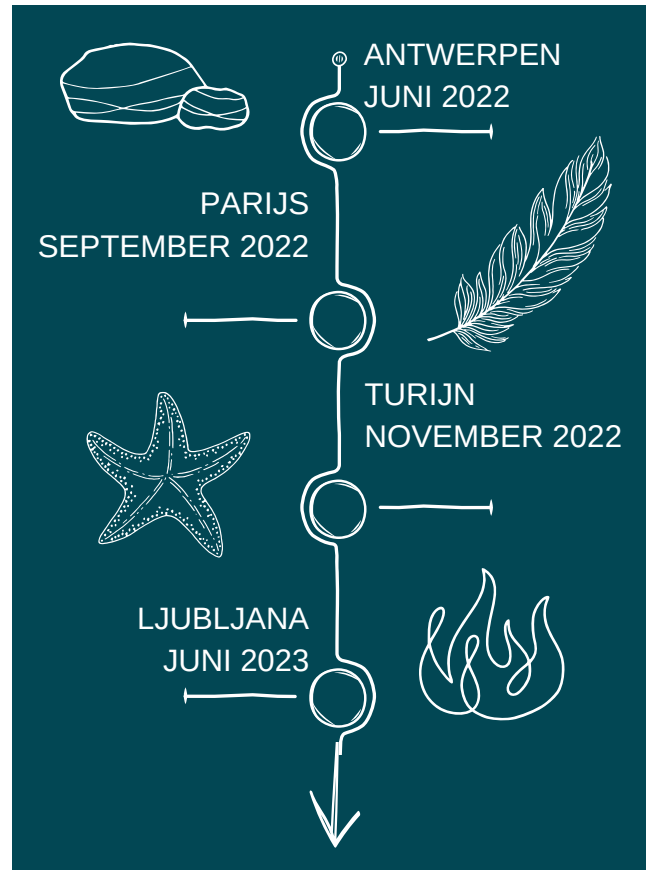 ANTWERPEN
JUNI 2022
PARIJS
SEPTEMBER 2022
TURIJN
NOVEMBER 2022
LJUBLJANA
JUNI 2023